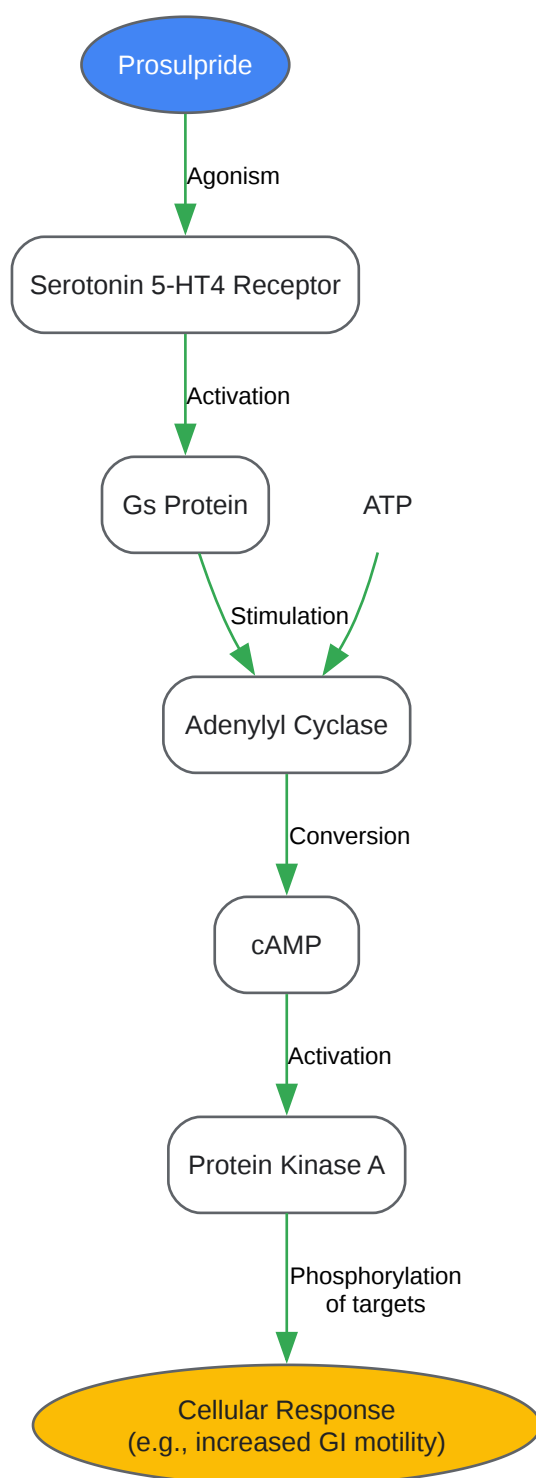 Prosulpride
Agonism
Serotonin 5-HT4 Receptor
Activation
Gs Protein
ATP
Stimulation
Adenylyl Cyclase
Conversion
cAMP
Activation
Protein Kinase A
Phosphorylation
of targets
Cellular Response
(e.g., increased GI motility)